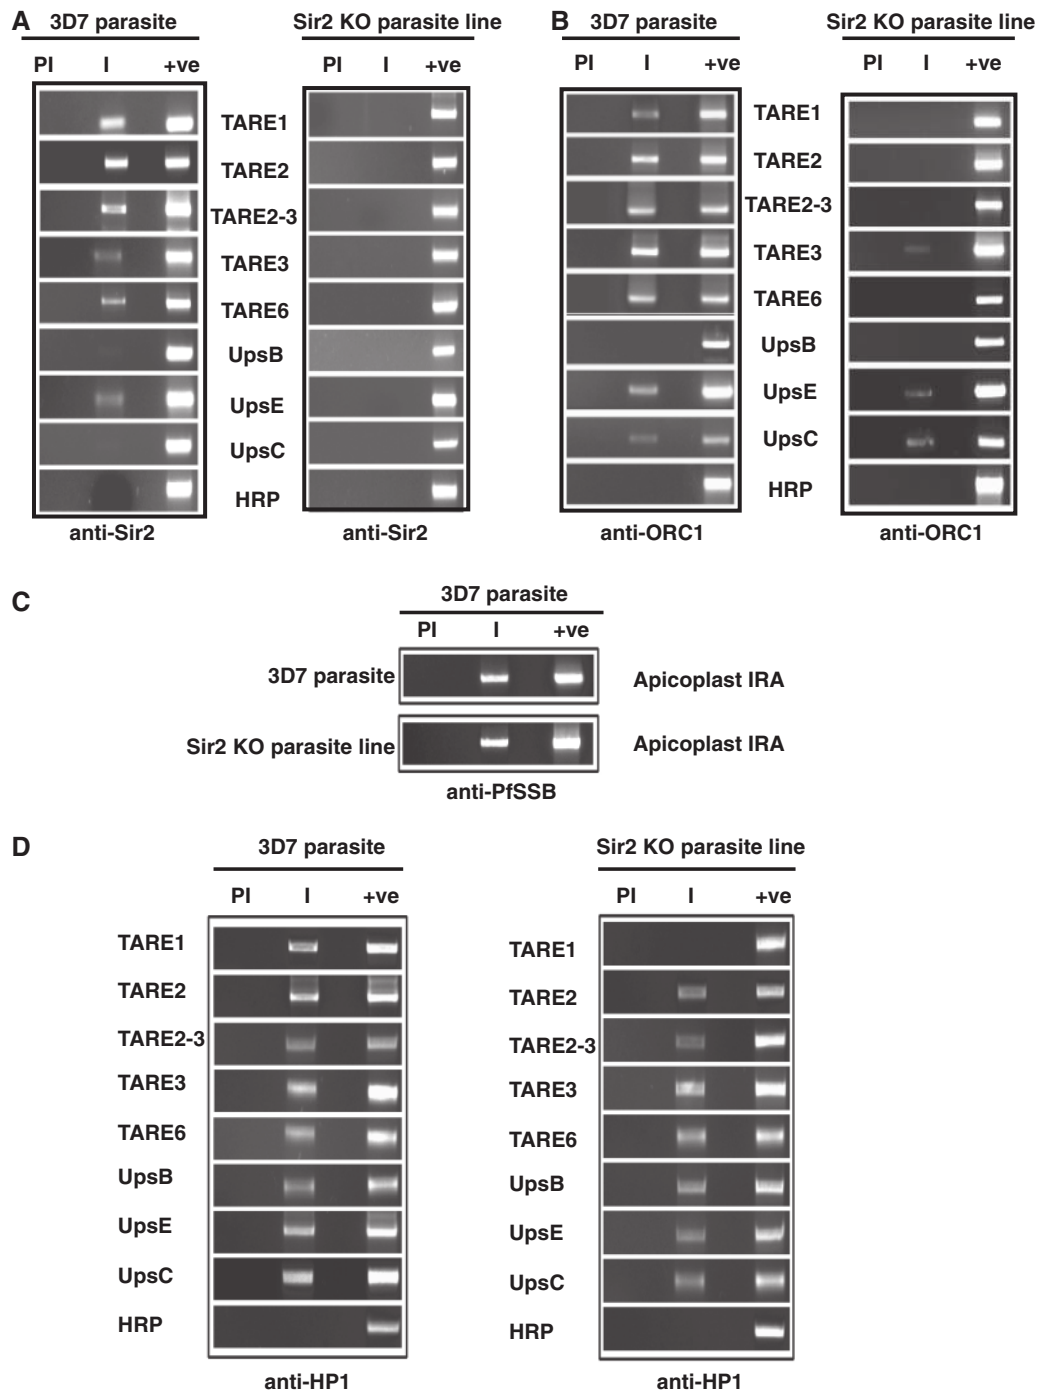 A
3D7 parasite
Sir2 KO parasite line
PI I +ve
PI I +ve
TARE1
TARE2
TARE2-3
TARE3
TARE6
UpsB
UpsE
UpsC
HRP
anti-Sir2
anti-Sir2
B
3D7 parasite
Sir2 KO parasite line
PI I +ve
PI I +ve
TARE1
TARE2
TARE2-3
TARE3
TARE6
UpsB
UpsE
UpsC
HRP
anti-ORC1
anti-ORC1
C
3D7 parasite
PI I +ve
3D7 parasite
Apicoplast IRA
Sir2 KO parasite line
Apicoplast IRA
anti-PfSSB
D
3D7 parasite
PI I +ve
TARE1
TARE2
TARE2-3
TARE3
TARE6
UpsB
UpsE
UpsC
HRP
anti-HP1
Sir2 KO parasite line
PI I +ve
TARE1
TARE2
TARE2-3
TARE3
TARE6
UpsB
UpsE
UpsC
HRP
anti-HP1